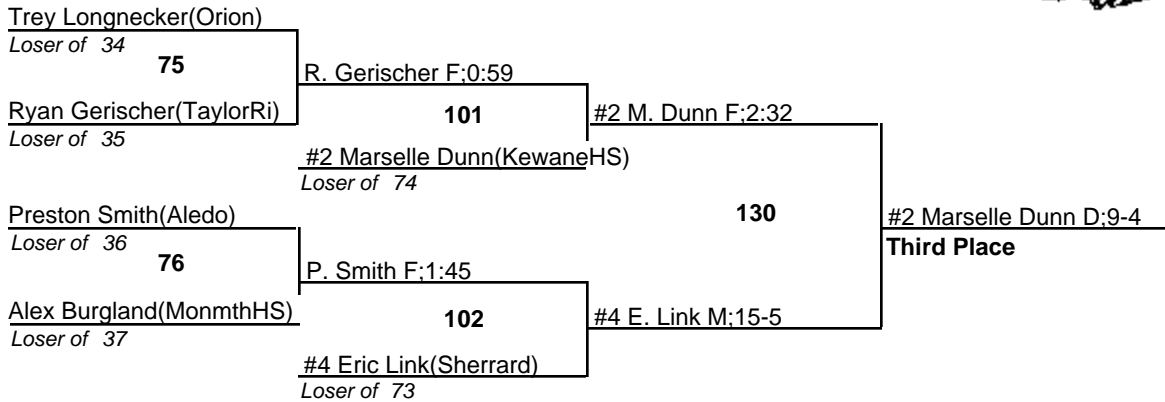 Trey Longnecker(Orion)
Loser of 34
75
R. Gerischer F;0:59
Ryan Gerischer(TaylorRi)
Loser of 35
101
#2 M. Dunn F;2:32
#2 Marselle Dunn(KewaneHS)
Loser of 74
Preston Smith(Aledo)
Loser of 36
130
#2 Marselle Dunn D;9-4
Third Place
76
P. Smith F;1:45
Alex Burgland(MonmthHS)
Loser of 37
102
#4 E. Link M;15-5
#4 Eric Link(Sherrard)
Loser of 73